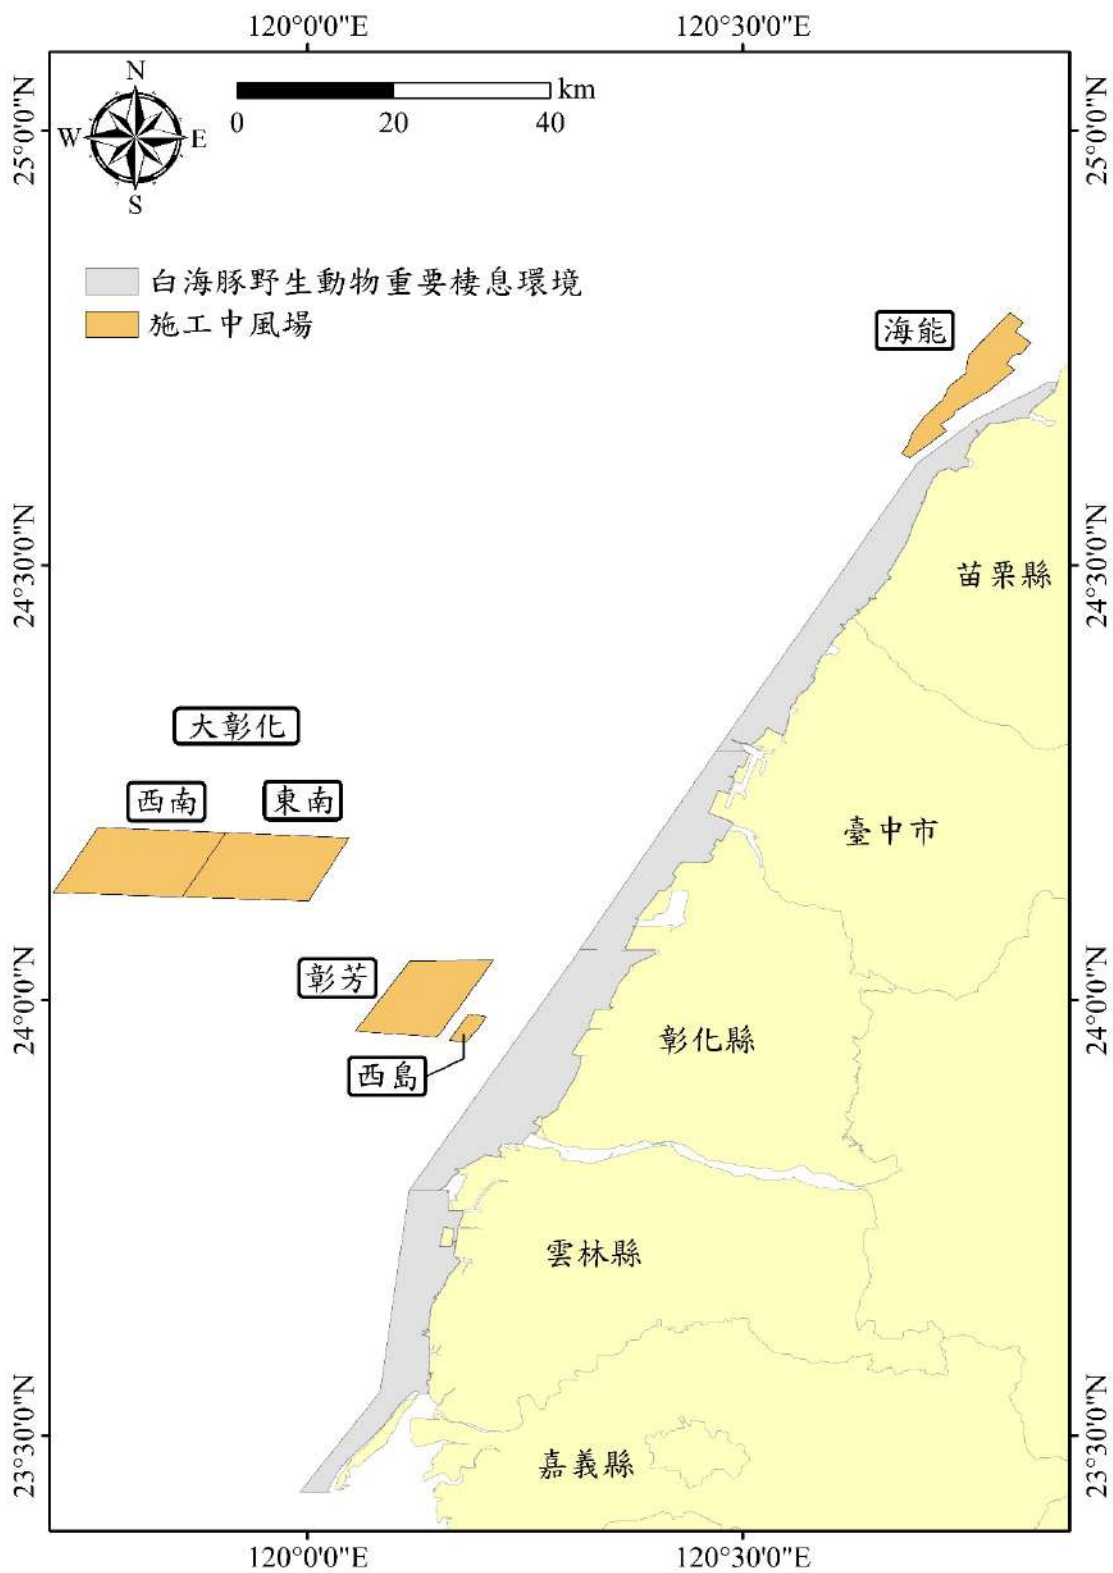 120°0'0"E
120°30'0"E
N
W
E
S
km
0
20
40
25°0'0"N
25°0'0"N
白海豚野生動物重要棲息環境
施工中風場
海能
24°30'0"N
24°30'0"N
苗栗縣
大彰化
西南
東南
臺中市
彰芳
24°0'0"N
24°0'0"N
彰化縣
西島
雲林縣
23°30'0"N
23°30'0"N
嘉義縣
120°0'0"E
120°30'0"E